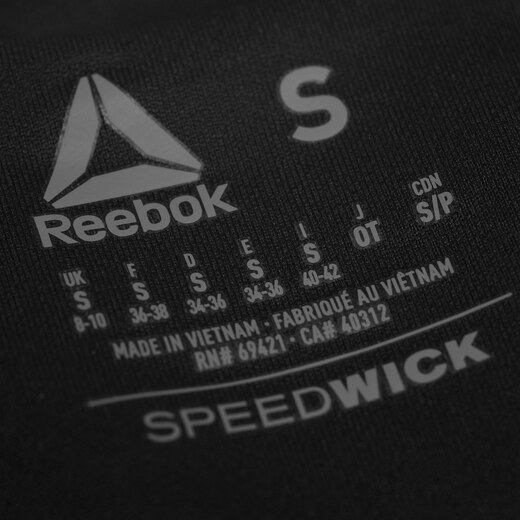 S
Reebok
UK F D E I J CDN
S S S S S OT S/P
8-10 36-38 34-36 34-36 40-42
MADE IN VIETNAM · FABRIQUÉ AU VIÊTNAM
RN# 69421 · CA# 40312
SPEEDWICK